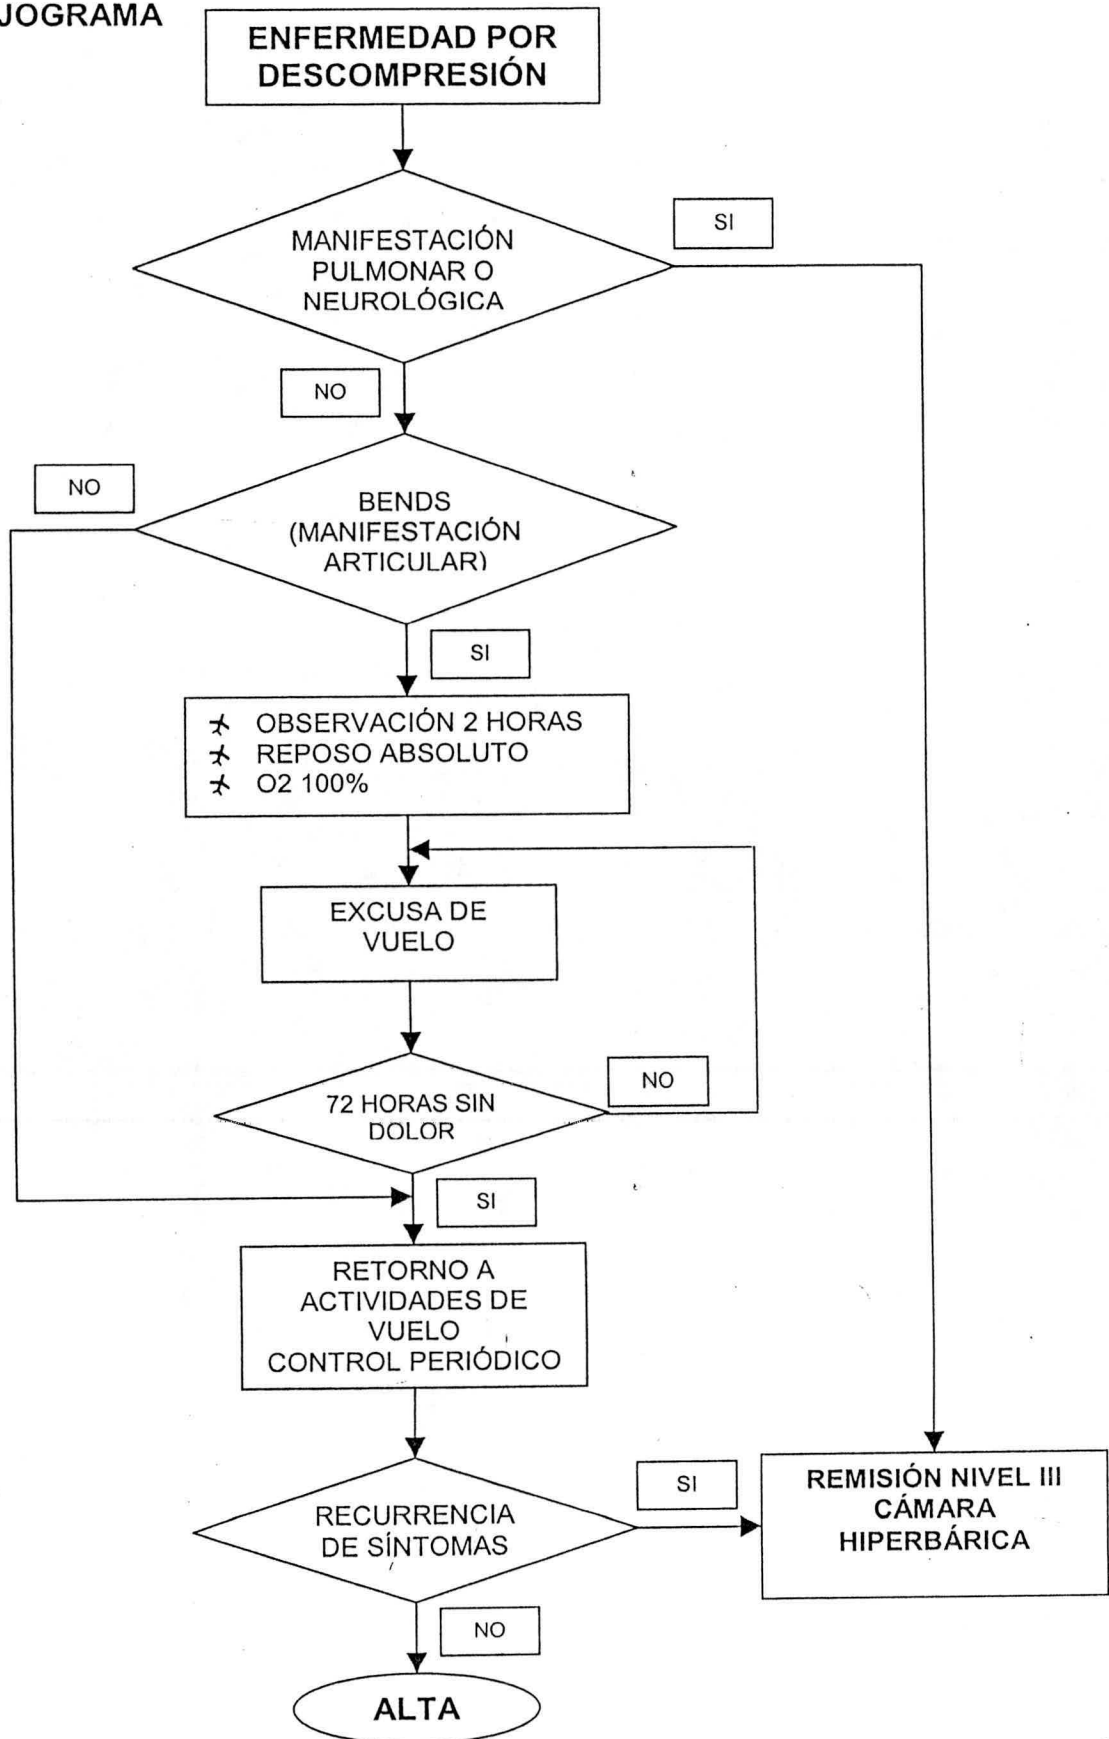 JOGRAMA
ENFERMEDAD POR
DESCOMPRESIÓN
MANIFESTACIÓN
PULMONAR O
NEUROLÓGICA
SI
NO
NO
BENDS
(MANIFESTACIÓN
ARTICULAR)
SI
OBSERVACIÓN 2 HORAS
REPOSO ABSOLUTO
O2 100%
EXCUSA DE
VUELO
72 HORAS SIN
DOLOR
NO
SI
RETORNO A
ACTIVIDADES DE
VUELO
CONTROL PERIÓDICO
RECURRENCIA
DE SÍNTOMAS
SI
REMISIÓN NIVEL III
CÁMARA
HIPERBÁRICA
NO
ALTA